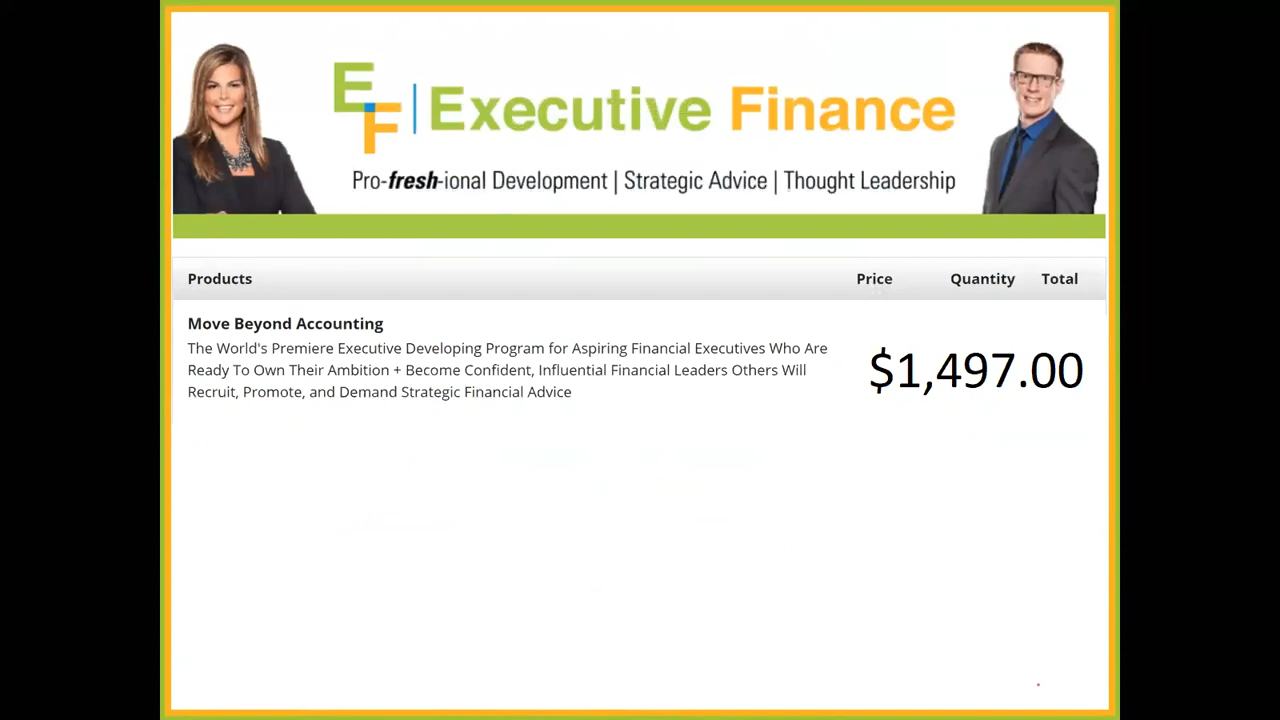 EF | Executive Finance
Pro-fresh-ional Development | Strategic Advice | Thought Leadership
Products Price Quantity Total
Move Beyond Accounting
The World's Premiere Executive Developing Program for Aspiring Financial Executives Who Are
Ready To Own Their Ambition + Become Confident, Influential Financial Leaders Others Will
Recruit, Promote, and Demand Strategic Financial Advice
$1,497.00